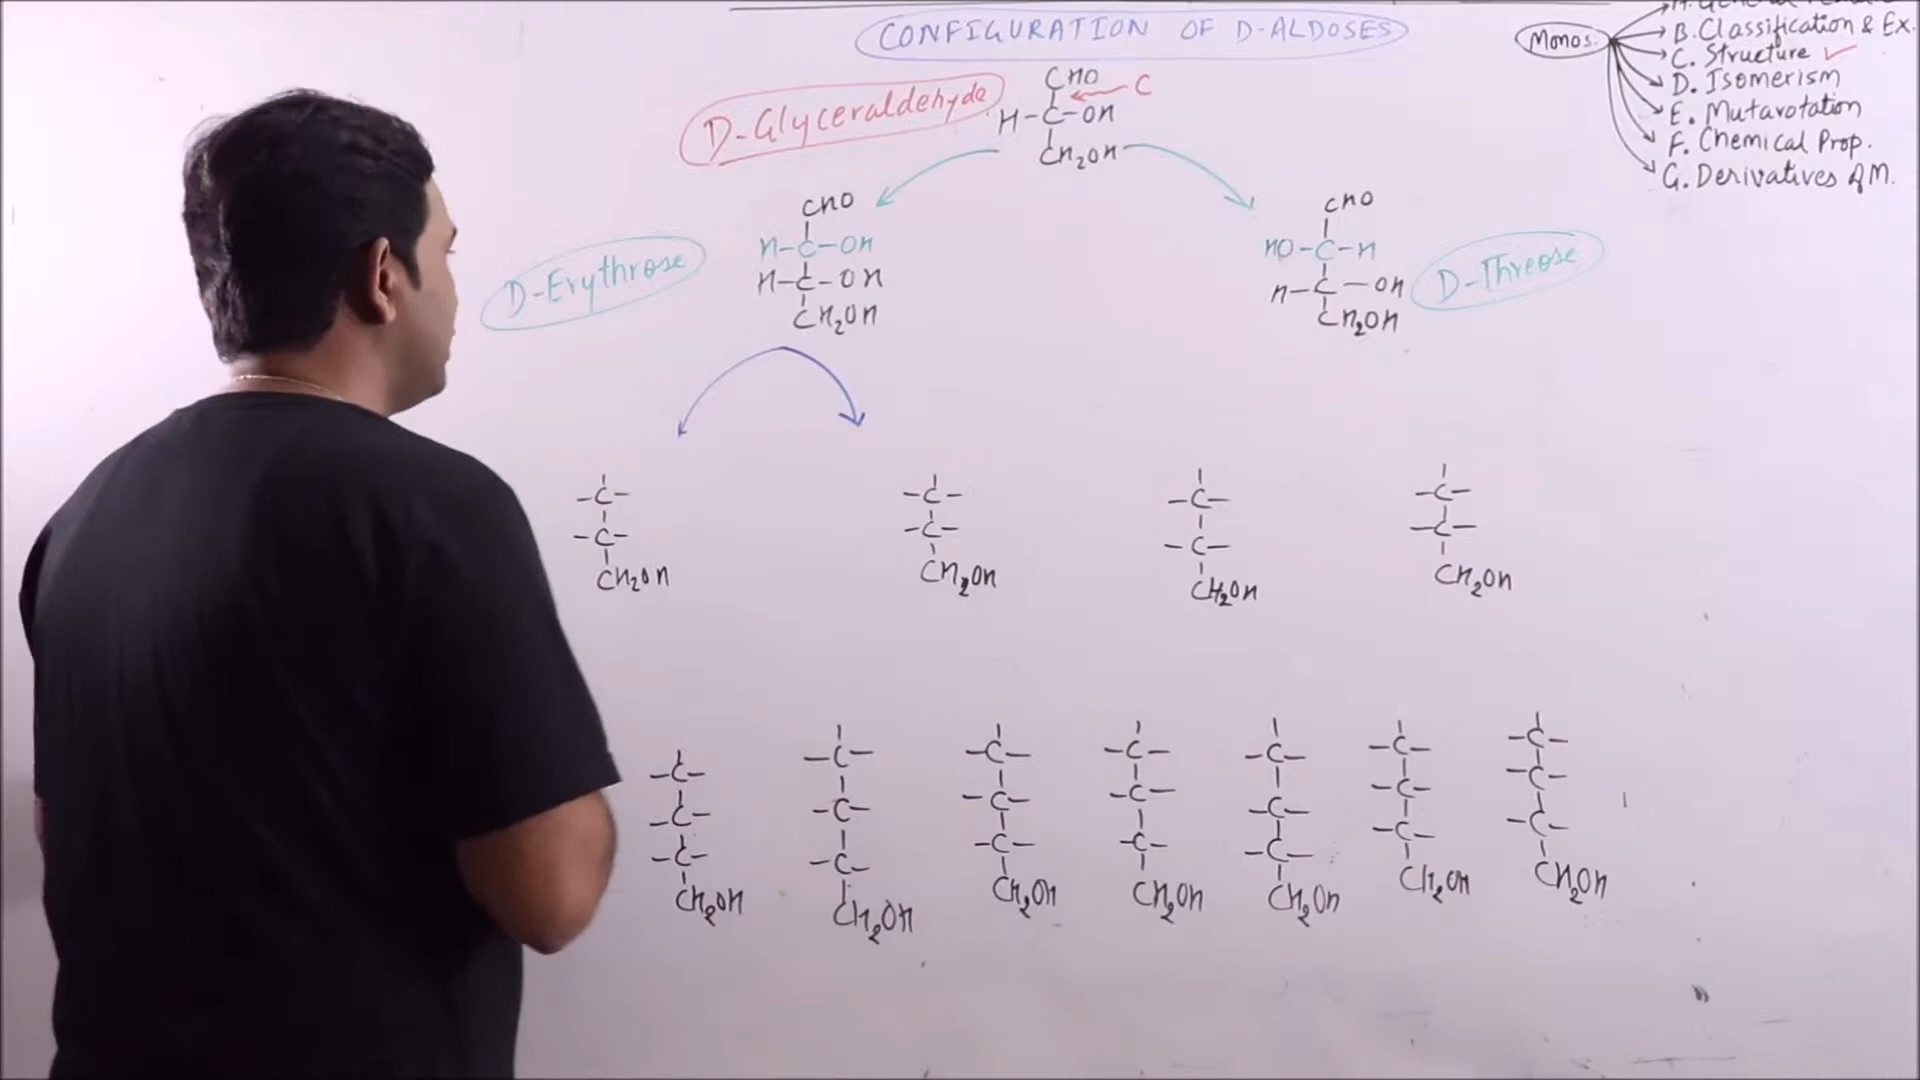 CONFIGURATION OF D-ALDOSES
Monos.
B. Classification & Ex.
C. Structure ✓
D. Isomerism
E. Mutarotation
F. Chemical Prop.
G. Derivatives of M.
D-Glyceraldehyde
CHO
C
H-C-OH
CH₂OH
D-Erythrose
CHO
H-C-OH
H-C-OH
CH₂OH
CHO
HO-C-H
H-C-OH
CH₂OH
D-Threose
-C- -C- -C- -C-
-C- -C- -C- -C-
CH₂OH CH₂OH CH₂OH CH₂OH
-C- -C- -C- -C- -C- -C- -C-
-C- -C- -C- -C- -C- -C- -C-
-C- -C- -C- -C- -C- -C- -C-
CH₂OH CH₂OH CH₂OH CH₂OH CH₂OH CH₂OH CH₂OH